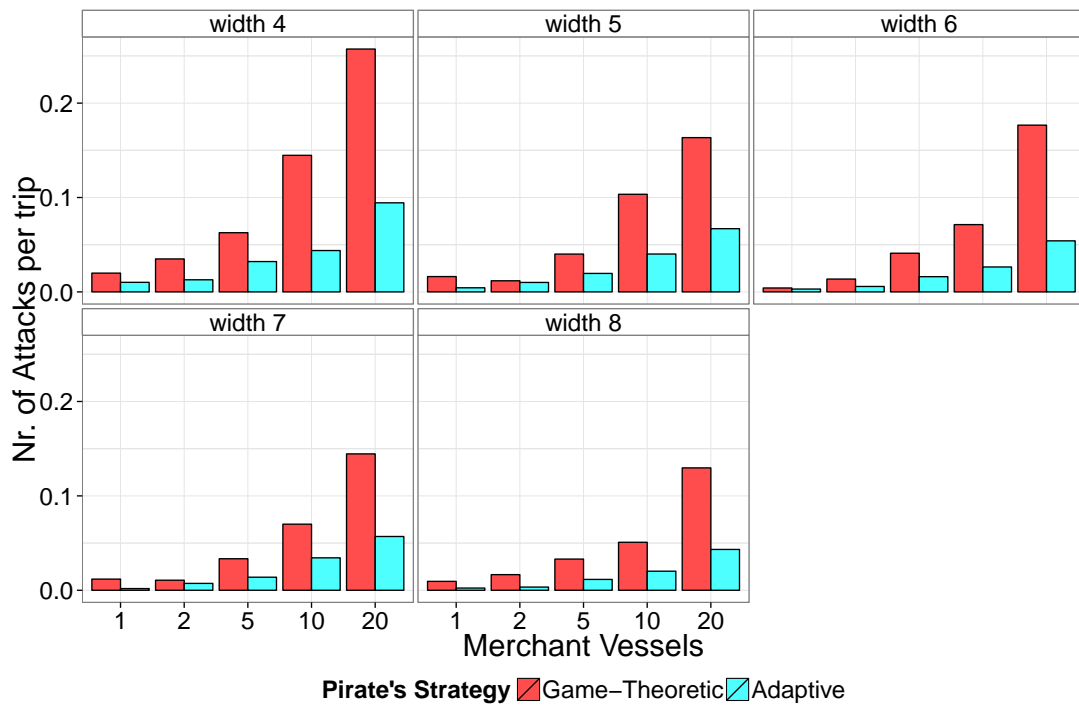 width 4
width 5
width 6
Nr. of Attacks per trip
0.2
0.1
0.0
width 7
width 8
0.2
0.1
0.0
1 2 5 10 20
1 2 5 10 20
Merchant Vessels
Pirate's Strategy Game−Theoretic Adaptive